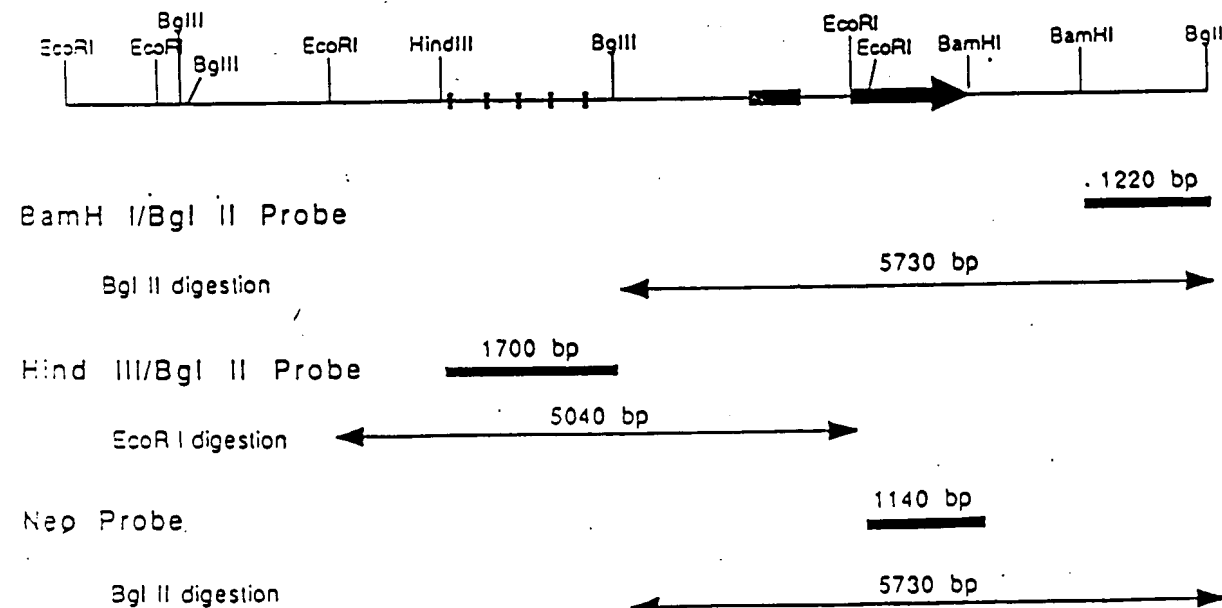 BglII
EcoRI EcoRI EcoRI HindIII BglII EcoRI BamHI BamHI BglII
BglII EcoRI
1220 bp
BamH I/Bgl II Probe
5730 bp
Bgl II digestion
1700 bp
Hind III/Bgl II Probe
5040 bp
EcoR I digestion
1140 bp
Neo Probe
5730 bp
Bgl II digestion